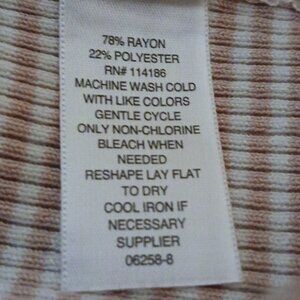 78% RAYON
22% POLYESTER
RN# 114186
MACHINE WASH COLD
WITH LIKE COLORS
GENTLE CYCLE
ONLY NON-CHLORINE
BLEACH WHEN
NEEDED
RESHAPE LAY FLAT
TO DRY
COOL IRON IF
NECESSARY
SUPPLIER
06258-8